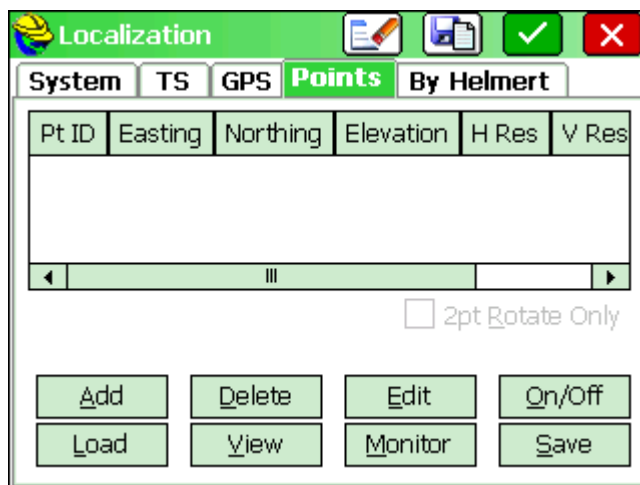 Localization
System TS GPS Points By Helmert
Pt ID Easting Northing Elevation H Res V Res
2pt Rotate Only
Add Delete Edit On/Off
Load View Monitor Save